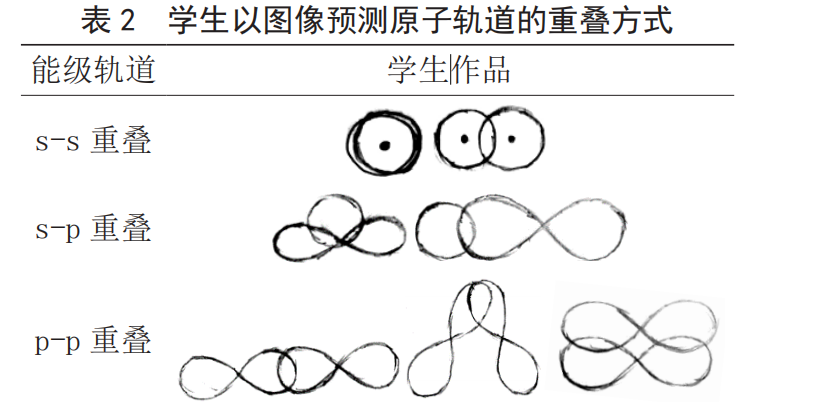 表 2 学生以图像预测原子轨道的重叠方式
能级轨道 学生作品
s-s 重叠
s-p 重叠
p-p 重叠